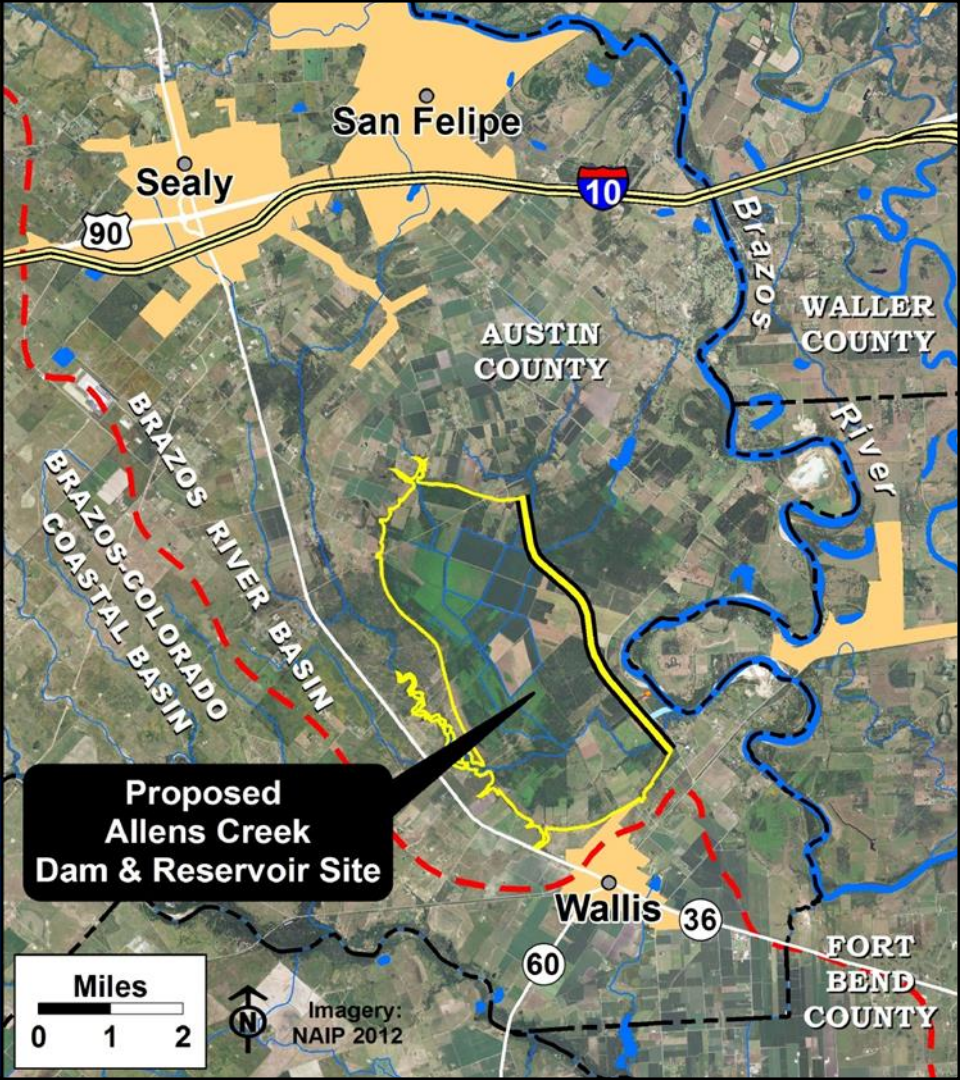 San Felipe
Sealy
10
90
Brazos
River
WALLER
COUNTY
AUSTIN
COUNTY
BRAZOS RIVER BASIN
BRAZOS-COLORADO
COASTAL BASIN
Proposed
Allens Creek
Dam & Reservoir Site
Wallis
36
60
FORT
BEND
COUNTY
Miles
0 1 2
N
Imagery:
NAIP 2012